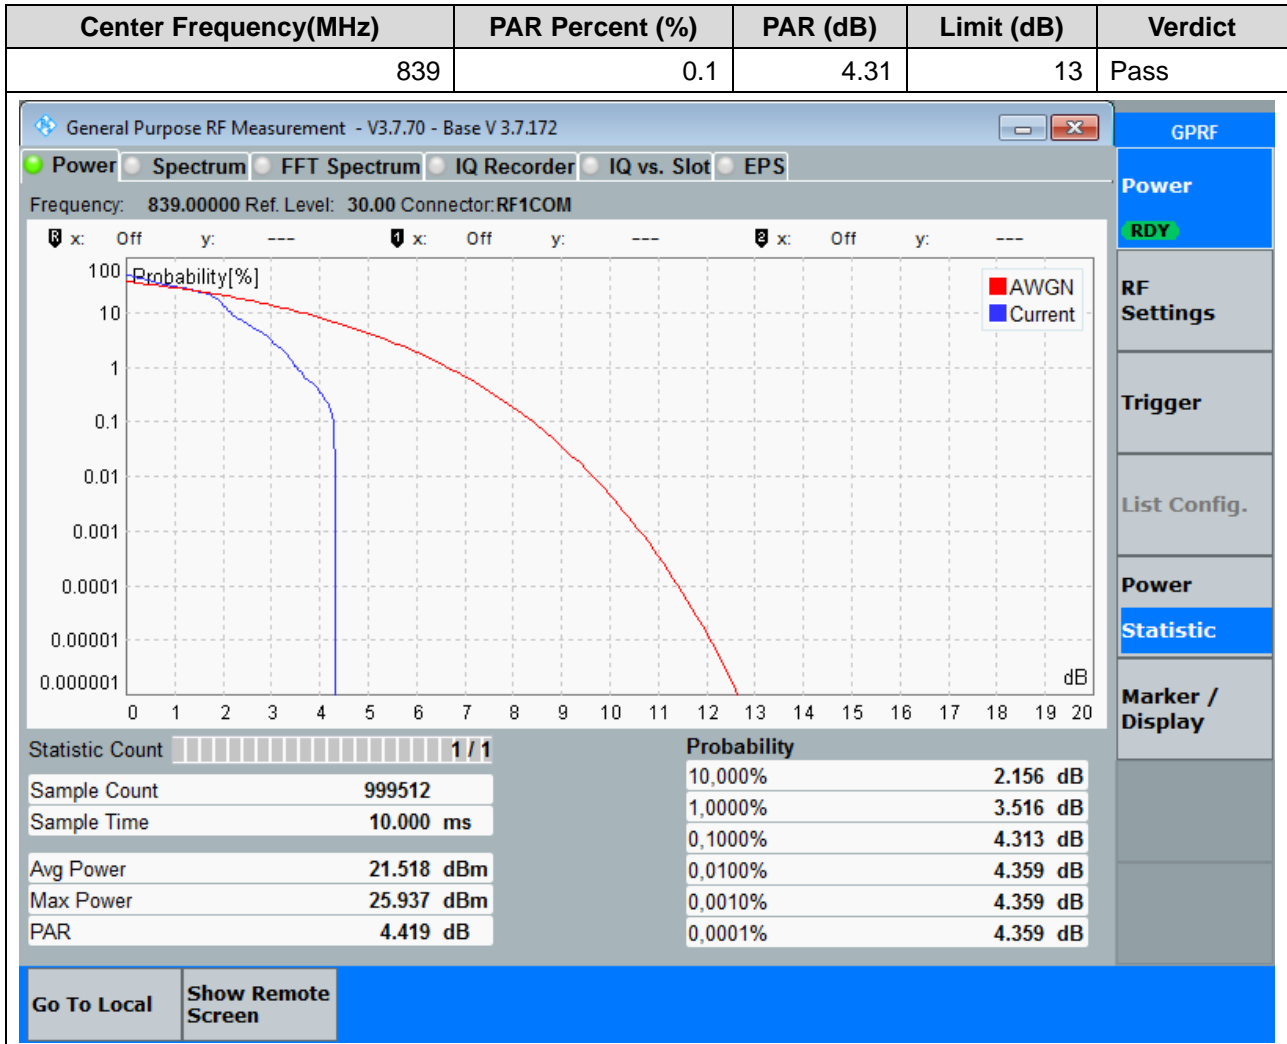 Center Frequency(MHz) PAR Percent (%) PAR (dB) Limit (dB) Verdict
839 0.1 4.31 13 Pass
General Purpose RF Measurement - V3.7.70 - Base V 3.7.172
GPRF
Power Spectrum FFT Spectrum IQ Recorder IQ vs. Slot EPS
Power
RDY
Frequency: 839.00000 Ref. Level: 30.00 Connector:RF1COM
R x: Off y: --- 1 x: Off y: --- 2 x: Off y: ---
Probability[%]
AWGN
Current
100
10
1
0.1
0.01
0.001
0.0001
0.00001
0.000001
dB
0 1 2 3 4 5 6 7 8 9 10 11 12 13 14 15 16 17 18 19 20
RF
Settings
Trigger
List Config.
Power
Statistic
Marker /
Display
Statistic Count 1 / 1
Sample Count 999512
Sample Time 10.000 ms
Avg Power 21.518 dBm
Max Power 25.937 dBm
PAR 4.419 dB
Probability
10,000% 2.156 dB
1,0000% 3.516 dB
0,1000% 4.313 dB
0,0100% 4.359 dB
0,0010% 4.359 dB
0,0001% 4.359 dB
Go To Local
Show Remote
Screen